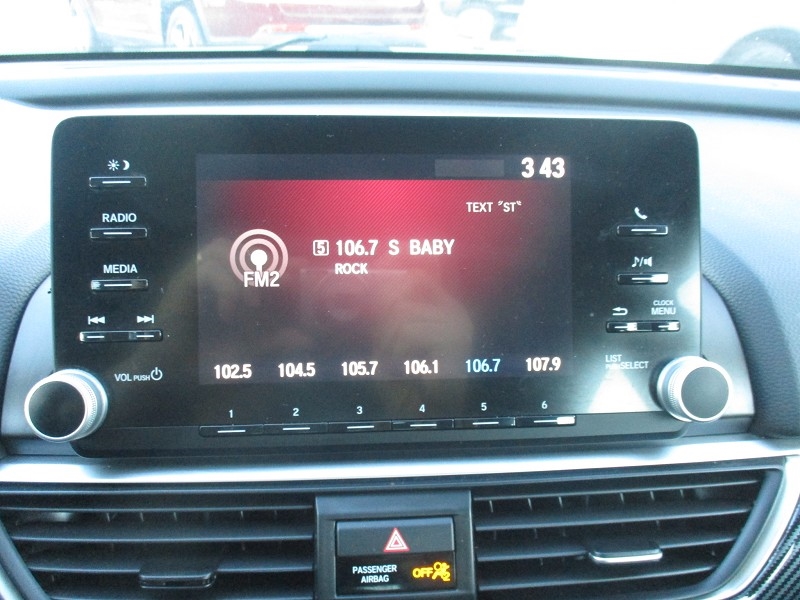 3 43
TEXT "ST"
5 106.7 S BABY
ROCK
FM2
102.5 104.5 105.7 106.1 106.7 107.9
1 2 3 4 5 6
RADIO
MEDIA
VOL PUSH
CLOCK
MENU
LIST
SELECT
PASSENGER
AIRBAG
OFF